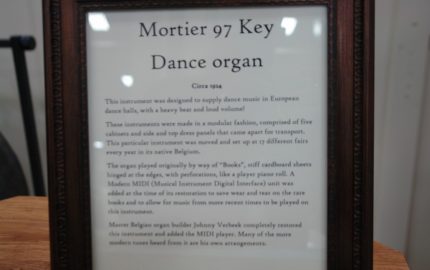 Mortier 97 Key
Dance organ
Circa 1924
This instrument was designed to supply dance music in European
dance halls, with a heavy beat and loud volume!
These instruments were made in a modular fashion, comprised of five
cabinets and side and top dress panels that came apart for transport.
This particular instrument was moved and set up at 17 different fairs
every year in its native Belgium.
The organ played originally by way of "Books", stiff cardboard sheets
hinged at the edges, with perforations, like a player piano roll. A
Modern MIDI (Musical Instrument Digital Interface) unit was
added at the time of its restoration to save wear and tear on the rare
books and to allow for music from more recent times to be played on
this instrument.
Master Belgian organ builder Johnny Verbeek completely restored
this instrument and added the MIDI player. Many of the more
modern tunes heard from it are his own arrangements.